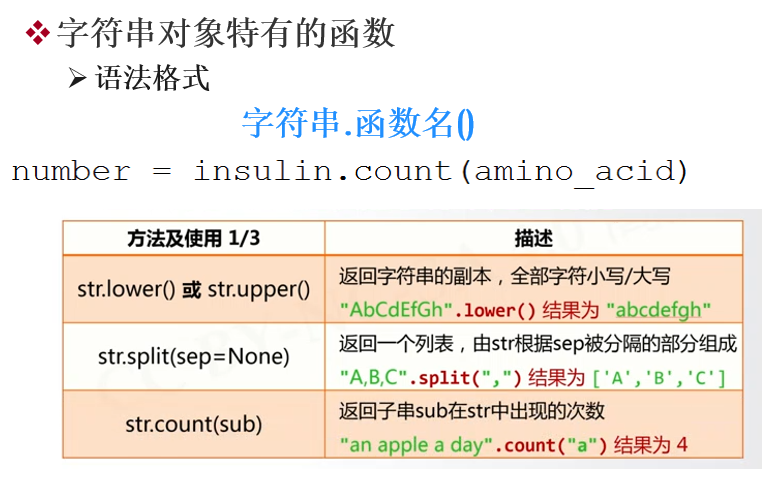 字符串对象特有的函数
语法格式
字符串.函数名()
number = insulin.count(amino_acid)
方法及使用 1/3 描述
str.lower() 或 str.upper() 返回字符串的副本，全部字符小写/大写
"AbCdEfGh".lower() 结果为 "abcdefgh"
str.split(sep=None) 返回一个列表，由str根据sep被分隔的部分组成
"A,B,C".split(",") 结果为 ['A','B','C']
str.count(sub) 返回子串sub在str中出现的次数
"an apple a day".count("a") 结果为 4